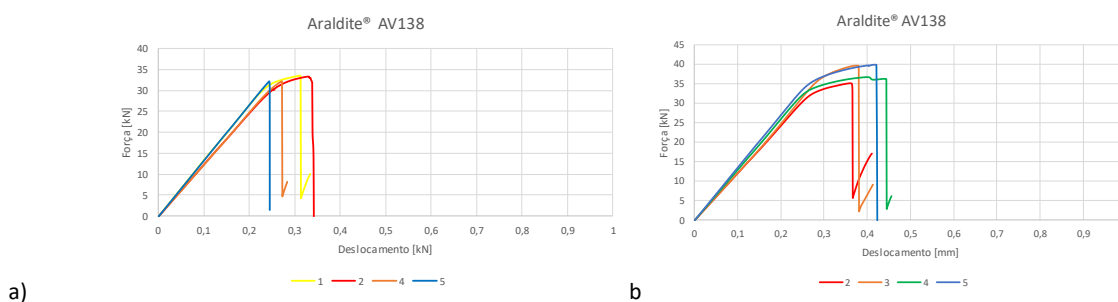 Araldite® AV138
40
35
30
25
20
15
10
5
0
Força [kN]
0 0,1 0,2 0,3 0,4 0,5 0,6 0,7 0,8 0,9 1
Deslocamento [kN]
1 2 4 5
a)
Araldite® AV138
45
40
35
30
25
20
15
10
5
0
Força [kN]
0 0,1 0,2 0,3 0,4 0,5 0,6 0,7 0,8 0,9
Deslocamento [mm]
2 3 4 5
b